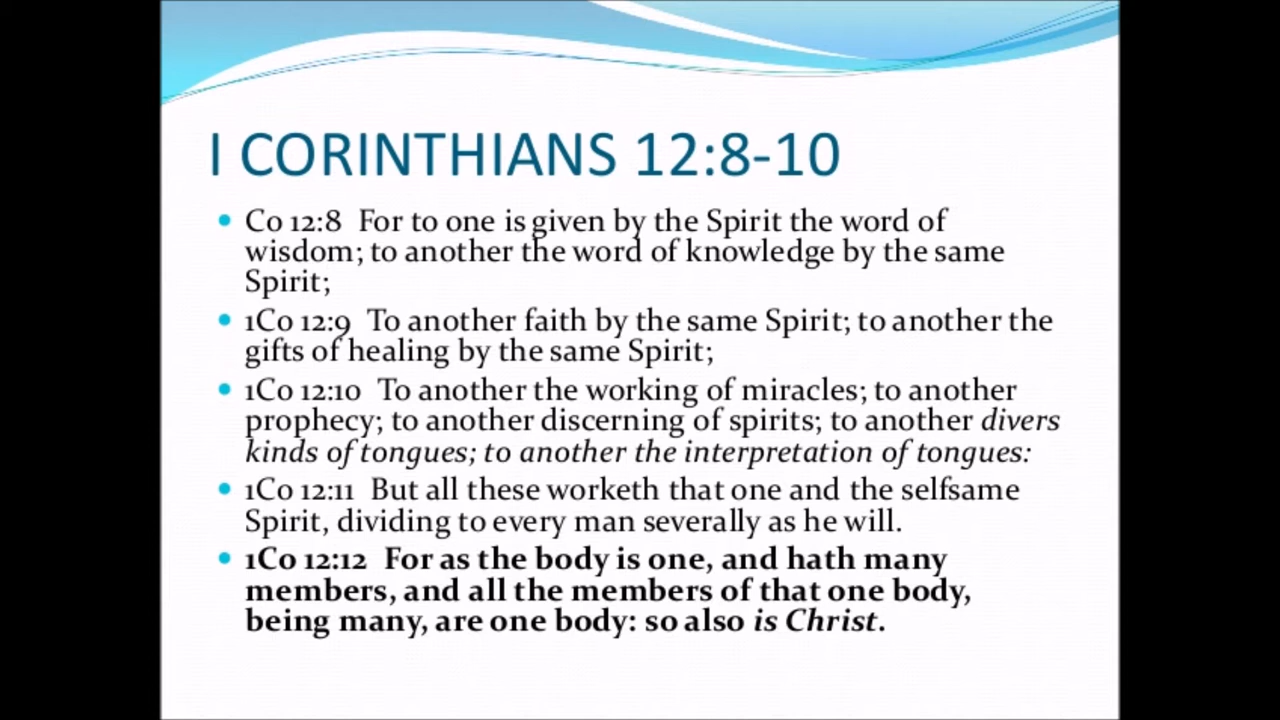 I CORINTHIANS 12:8-10
Co 12:8 For to one is given by the Spirit the word of
wisdom; to another the word of knowledge by the same
Spirit;
1Co 12:9 To another faith by the same Spirit; to another the
gifts of healing by the same Spirit;
1Co 12:10 To another the working of miracles; to another
prophecy; to another discerning of spirits; to another divers
kinds of tongues; to another the interpretation of tongues:
1Co 12:11 But all these worketh that one and the selfsame
Spirit, dividing to every man severally as he will.
1Co 12:12 For as the body is one, and hath many
members, and all the members of that one body,
being many, are one body: so also is Christ.